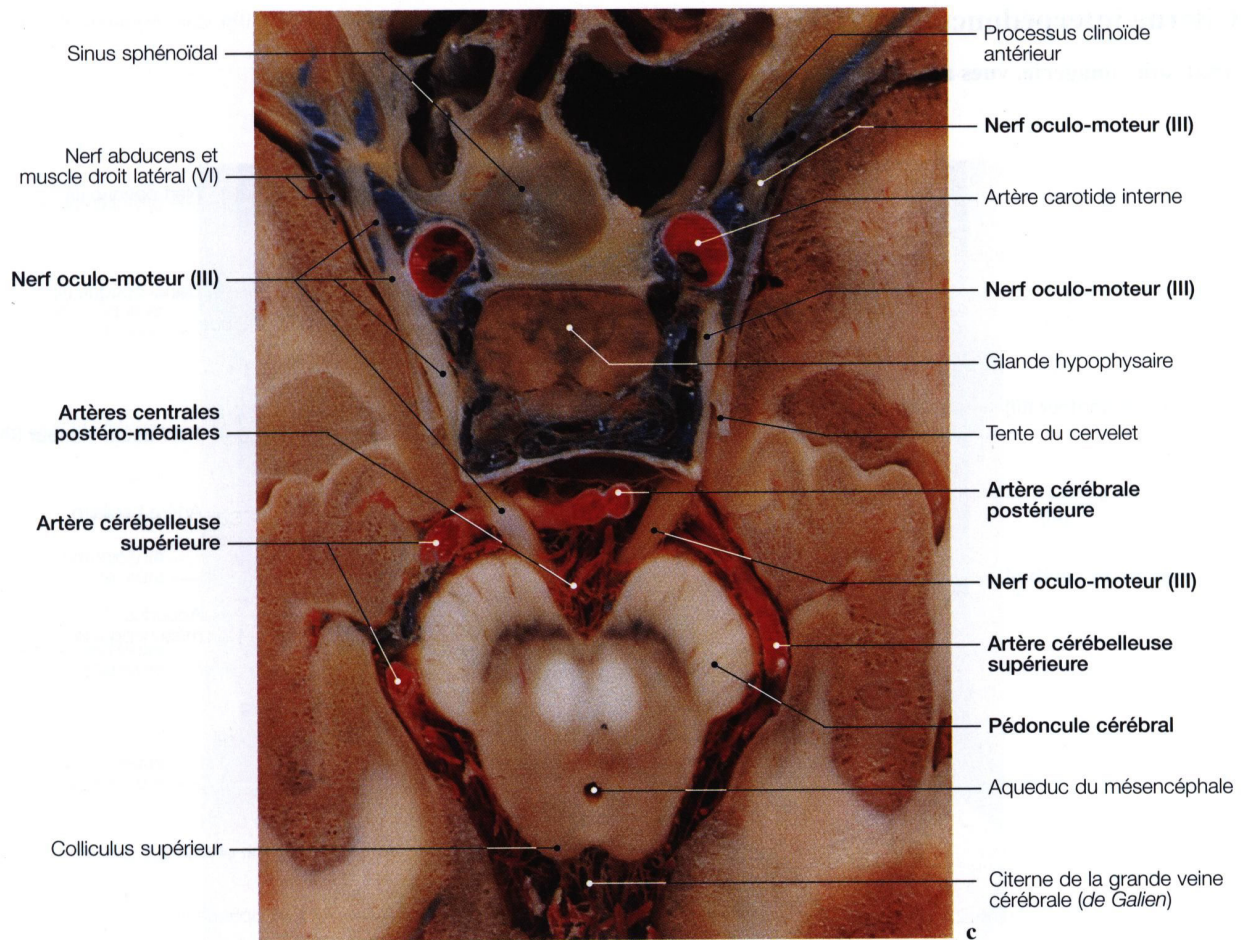 Sinus sphénoïdal
Nerf abducens et
muscle droit latéral (VI)
Nerf oculo-moteur (III)
Artères centrales
postéro-médiales
Artère cérébelleuse
supérieure
Colliculus supérieur
Processus clinoïde
antérieur
Nerf oculo-moteur (III)
Artère carotide interne
Nerf oculo-moteur (III)
Glande hypophysaire
Tente du cervelet
Artère cérébrale
postérieure
Nerf oculo-moteur (III)
Artère cérébelleuse
supérieure
Pédoncule cérébral
Aqueduc du mésencéphale
Citerne de la grande veine
cérébrale (de Galien)
c